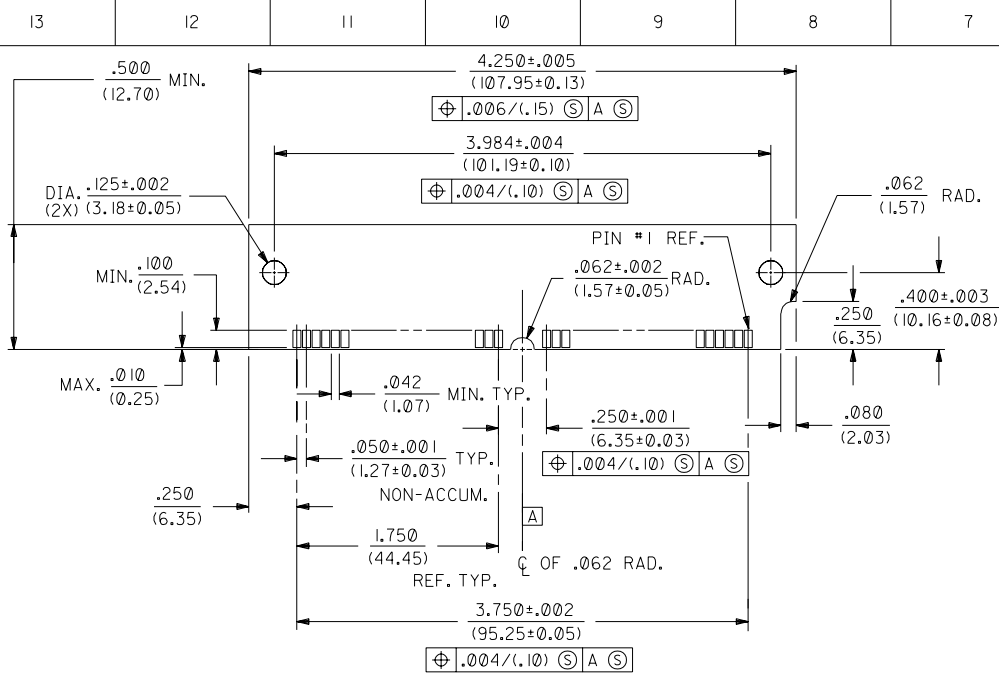 13 12 11 10 9 8 7
.500 MIN.
(12.70)
4.250±.005
(107.95±0.13)
⌖ .006/(.15) Ⓢ A Ⓢ
3.984±.004
(101.19±0.10)
⌖ .004/(.10) Ⓢ A Ⓢ
DIA. .125±.002
(2X) (3.18±0.05)
.062 RAD.
(1.57)
PIN #1 REF.
MIN. .100
(2.54)
.062±.002 RAD.
(1.57±0.05)
.250
(6.35)
.400±.003
(10.16±0.08)
MAX. .010
(0.25)
.042 MIN. TYP.
(1.07)
.250±.001
(6.35±0.03)
⌖ .004/(.10) Ⓢ A Ⓢ
.080
(2.03)
.050±.001 TYP.
(1.27±0.03)
NON-ACCUM.
.250
(6.35)
A
1.750
(44.45)
REF. TYP.
℄ OF .062 RAD.
3.750±.002
(95.25±0.05)
⌖ .004/(.10) Ⓢ A Ⓢ